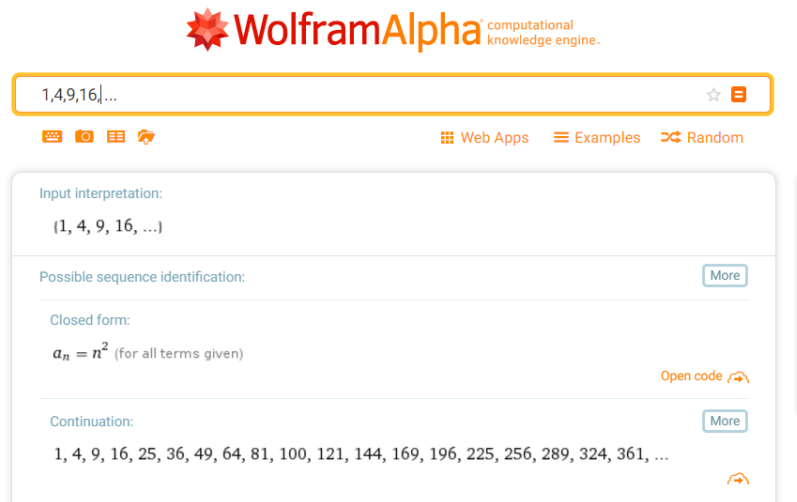 WolframAlpha computational
knowledge engine.
1,4,9,16,...
Web Apps Examples Random
Input interpretation:
{1, 4, 9, 16, ...}
Possible sequence identification: More
Closed form:
aₙ = n² (for all terms given)
Open code
Continuation: More
1, 4, 9, 16, 25, 36, 49, 64, 81, 100, 121, 144, 169, 196, 225, 256, 289, 324, 361, ...